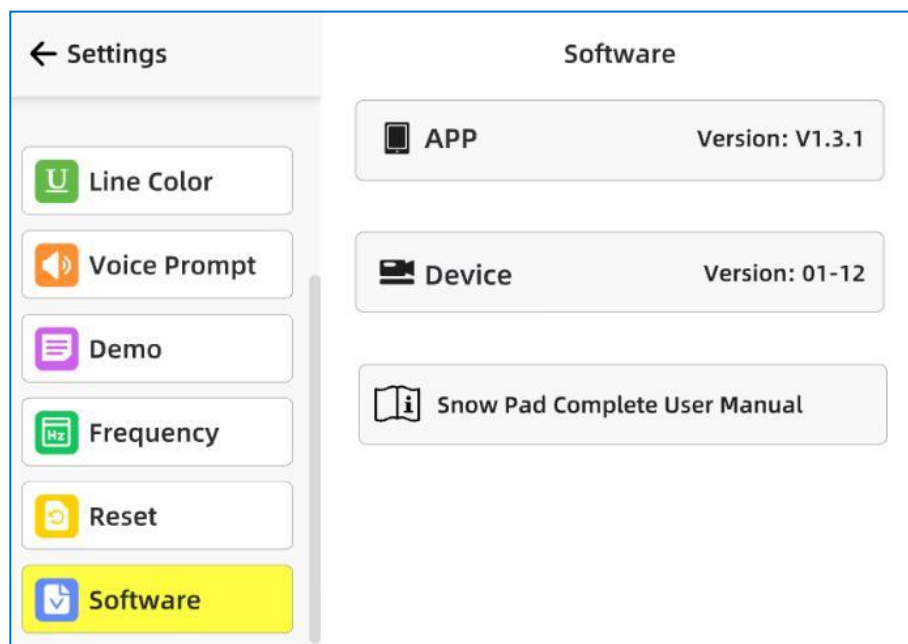 Settings
Line Color
Voice Prompt
Demo
Hz
Frequency
Reset
Software
Software
APP
Version: V1.3.1
Device
Version: 01-12
Snow Pad Complete User Manual